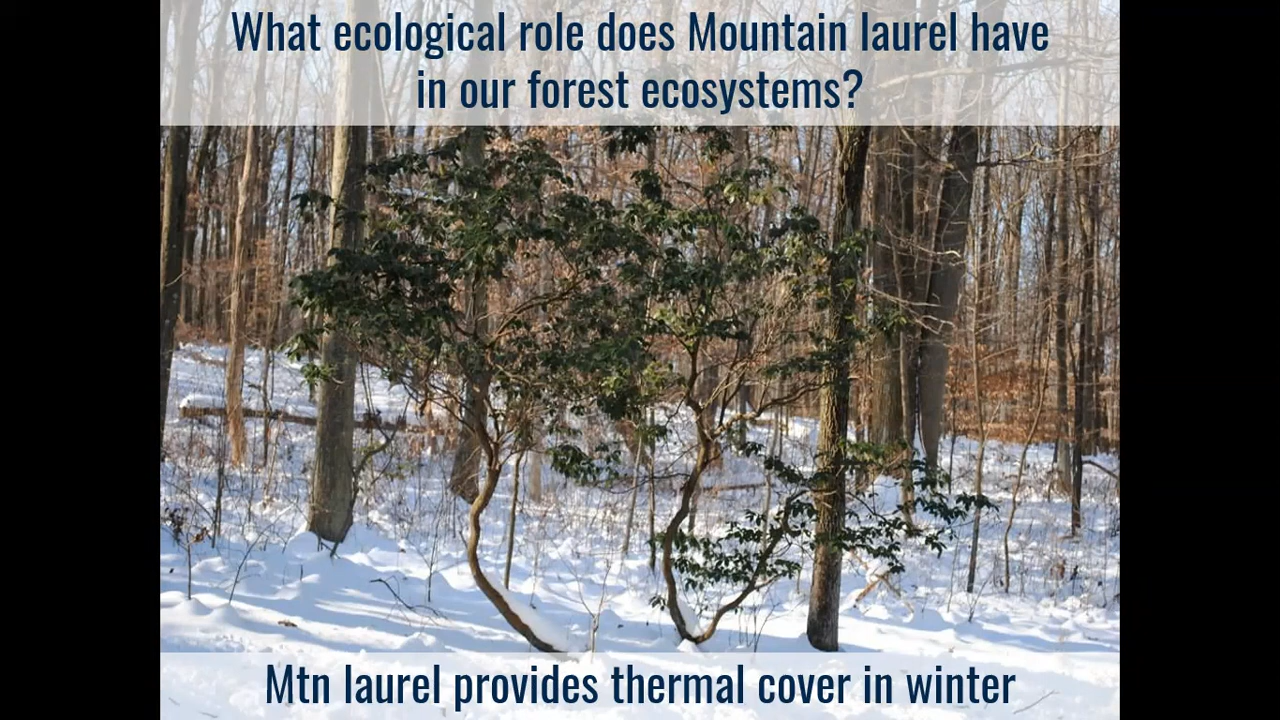 What ecological role does Mountain laurel have
in our forest ecosystems?
Mtn laurel provides thermal cover in winter